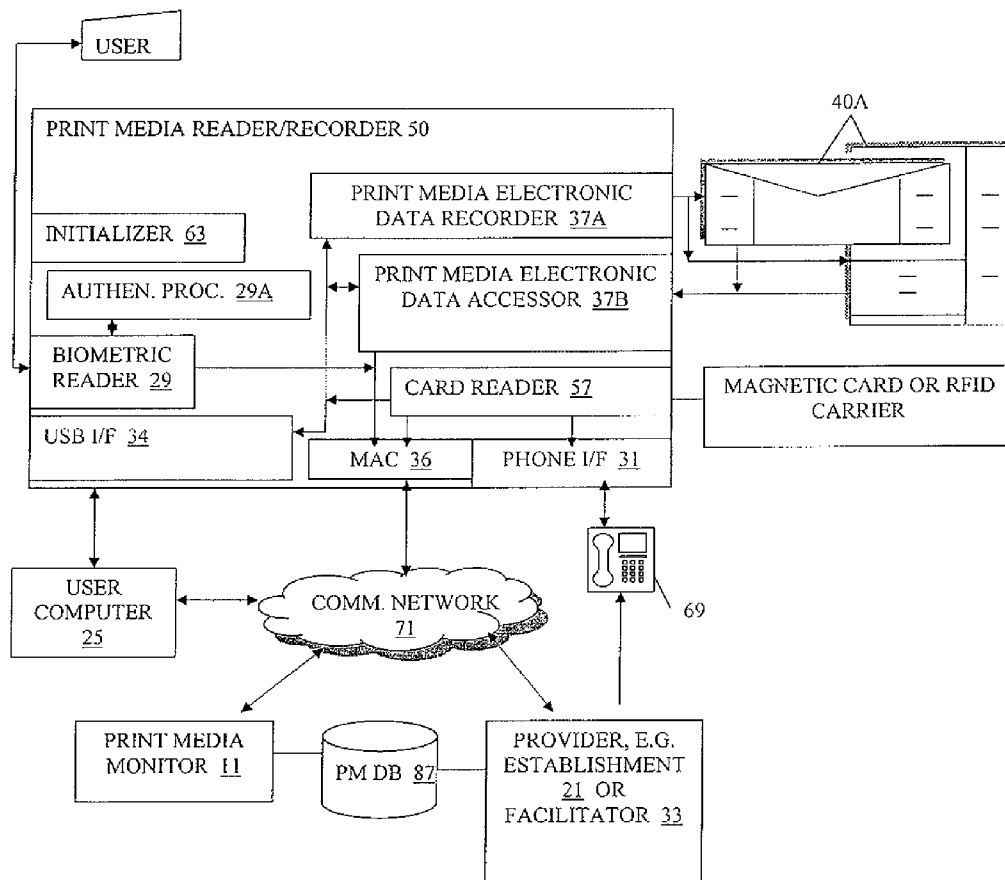 USER
40A
PRINT MEDIA READER/RECORDER 50
PRINT MEDIA ELECTRONIC
DATA RECORDER 37A
INITIALIZER 63
PRINT MEDIA ELECTRONIC
DATA ACCESSOR 37B
AUTHEN. PROC. 29A
BIOMETRIC
READER 29
CARD READER 57
MAGNETIC CARD OR RFID
CARRIER
USB I/F 34
MAC 36
PHONE I/F 31
USER
COMPUTER
25
COMM. NETWORK
71
69
PRINT MEDIA
MONITOR 11
PM DB 87
PROVIDER, E.G.
ESTABLISHMENT
21 OR
FACILITATOR 33